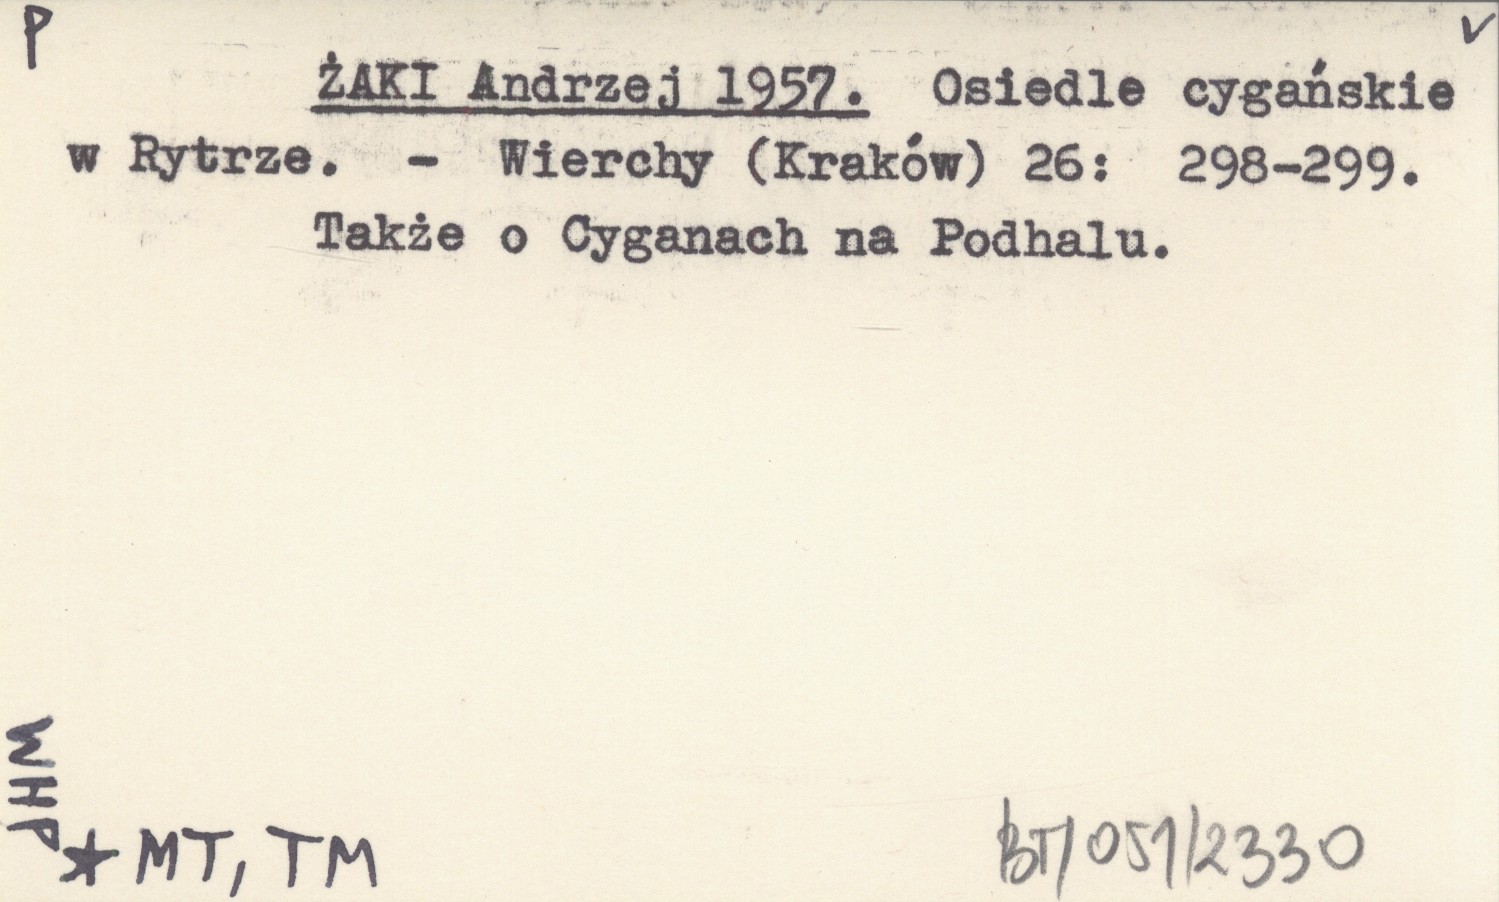 P
V
ŻAKI Andrzej 1957. Osiedle cygańskie
w Rytrze. - Wierchy (Kraków) 26: 298-299.
Także o Cyganach na Podhalu.
WHP
* MT, TM
BT/051/2330